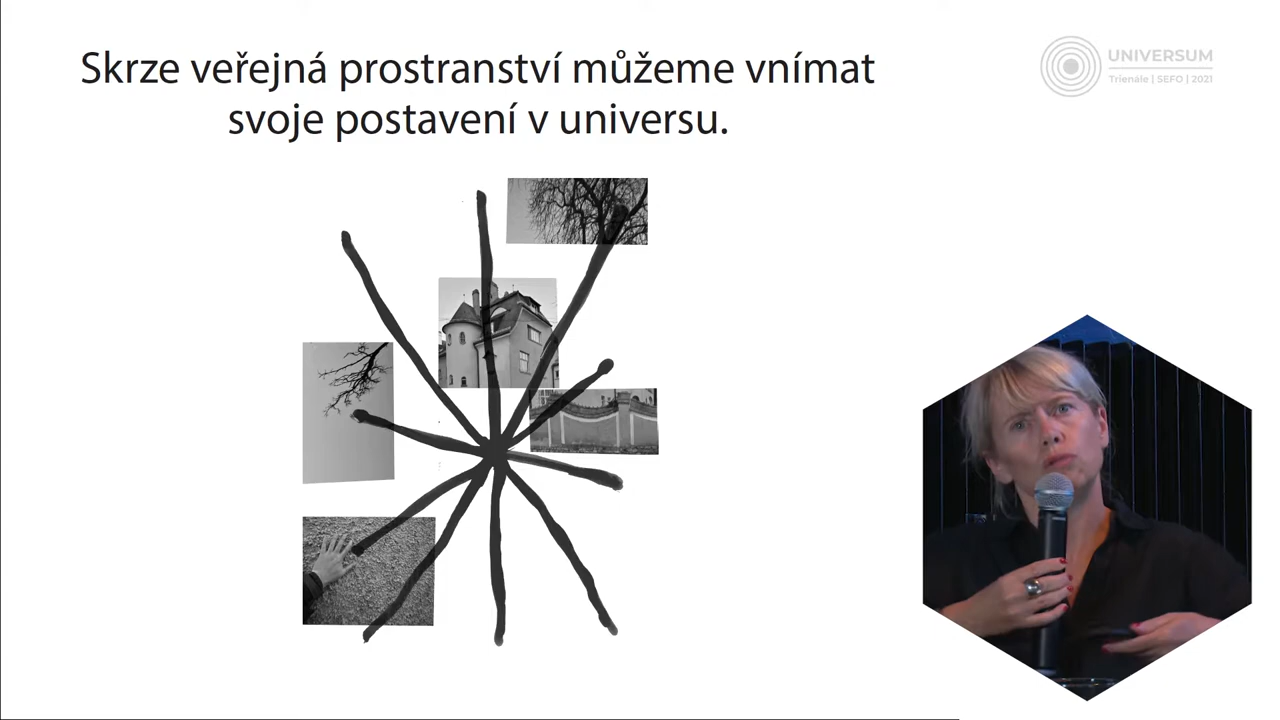 Skrze veřejná prostranství můžeme vnímat
svoje postavení v universu.
UNIVERSUM
Trienále | SEFO | 2021